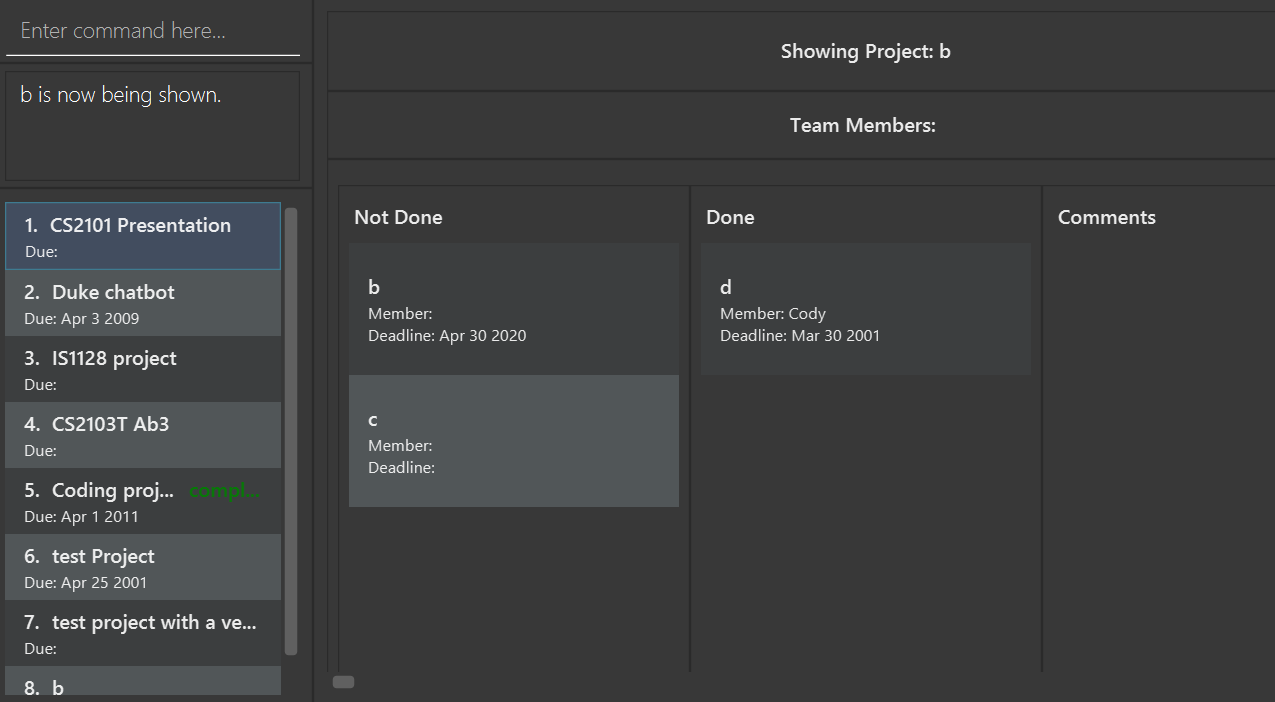 Enter command here...
b is now being shown.
1. CS2101 Presentation
Due:
2. Duke chatbot
Due: Apr 3 2009
3. IS1128 project
Due:
4. CS2103T Ab3
Due:
5. Coding proj... compl...
Due: Apr 1 2011
6. test Project
Due: Apr 25 2001
7. test project with a ve...
Due:
8. b
Showing Project: b
Team Members:
Not Done
b
Member:
Deadline: Apr 30 2020
c
Member:
Deadline:
Done
d
Member: Cody
Deadline: Mar 30 2001
Comments